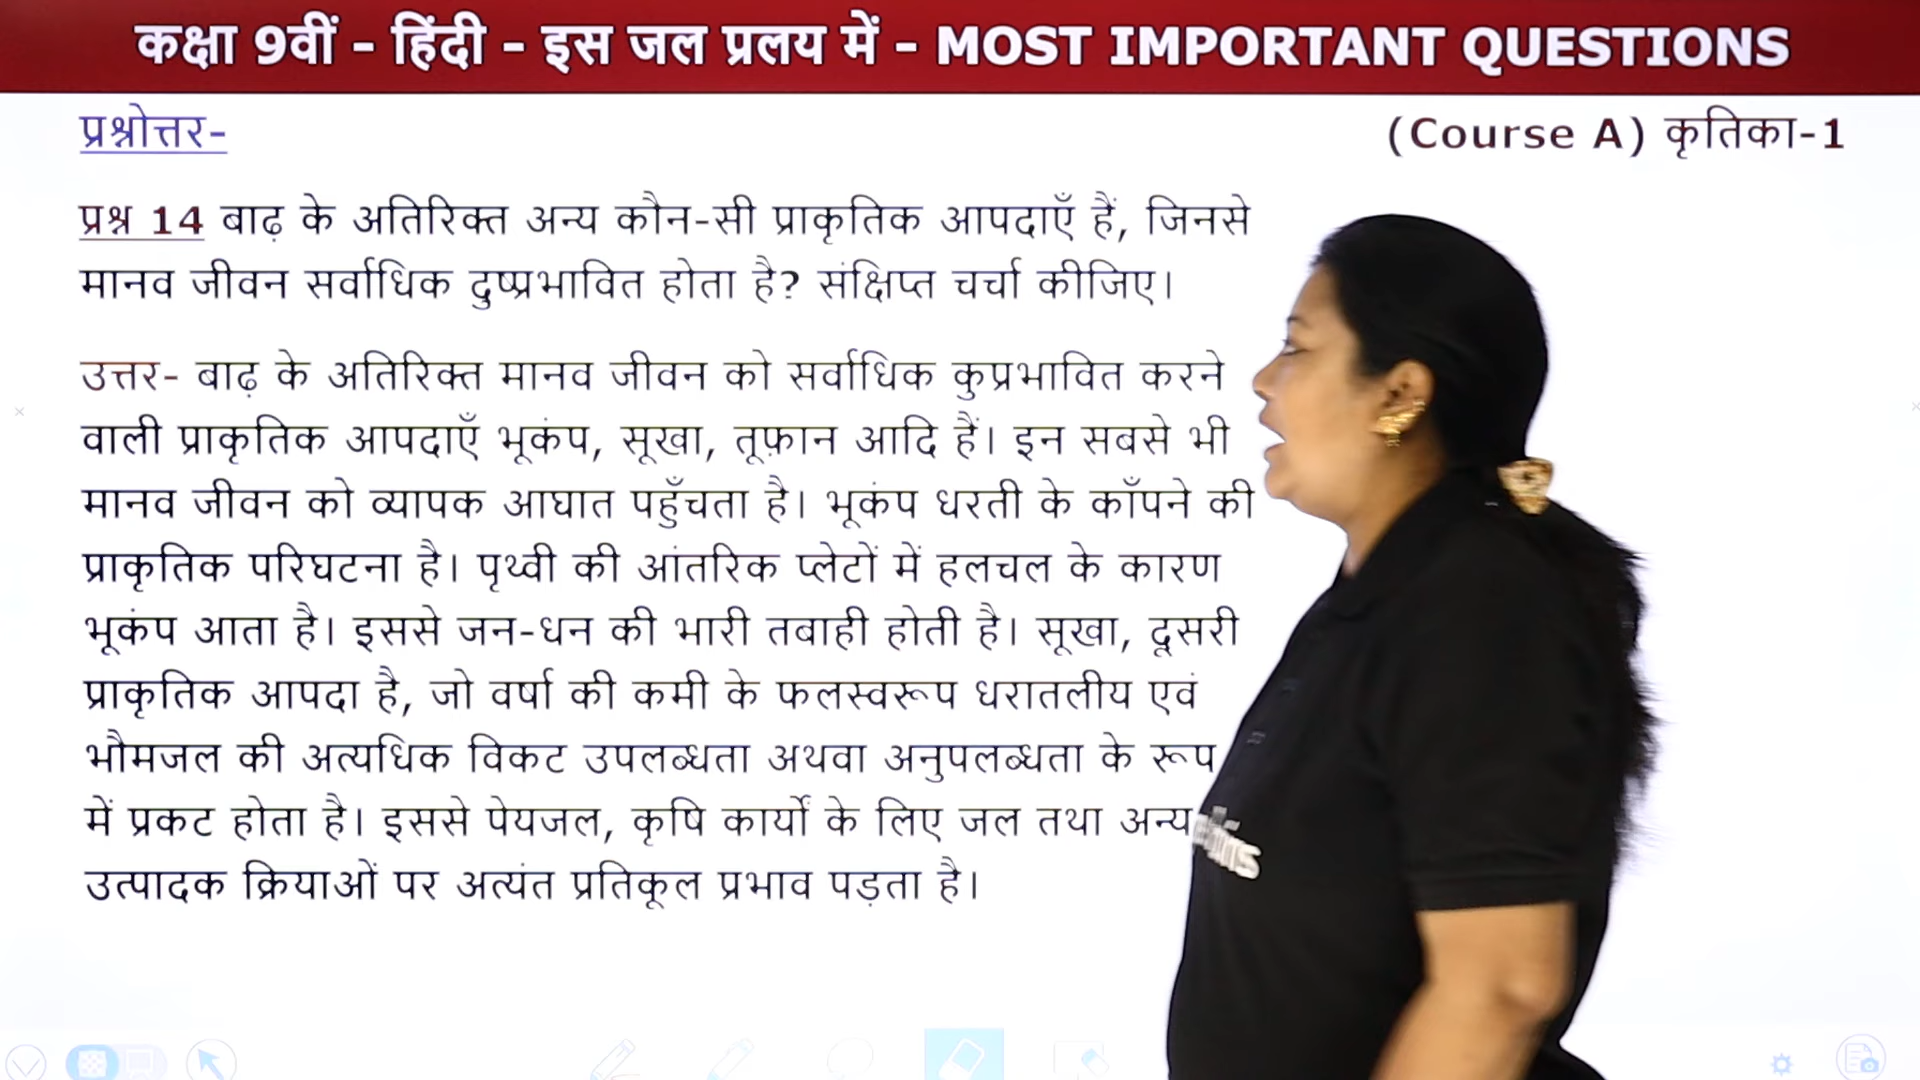 कक्षा 9वीं - हिंदी - इस जल प्रलय में - MOST IMPORTANT QUESTIONS
प्रश्नोत्तर-
(Course A) कृतिका-1
प्रश्न 14 बाढ़ के अतिरिक्त अन्य कौन-सी प्राकृतिक आपदाएँ हैं, जिनसे
मानव जीवन सर्वाधिक दुष्प्रभावित होता है? संक्षिप्त चर्चा कीजिए।
उत्तर- बाढ़ के अतिरिक्त मानव जीवन को सर्वाधिक कुप्रभावित करने
वाली प्राकृतिक आपदाएँ भूकंप, सूखा, तूफ़ान आदि हैं। इन सबसे भी
मानव जीवन को व्यापक आघात पहुँचता है। भूकंप धरती के काँपने की
प्राकृतिक परिघटना है। पृथ्वी की आंतरिक प्लेटों में हलचल के कारण
भूकंप आता है। इससे जन-धन की भारी तबाही होती है। सूखा, दूसरी
प्राकृतिक आपदा है, जो वर्षा की कमी के फलस्वरूप धरातलीय एवं
भौमजल की अत्यधिक विकट उपलब्धता अथवा अनुपलब्धता के रूप
में प्रकट होता है। इससे पेयजल, कृषि कार्यों के लिए जल तथा अन्य
उत्पादक क्रियाओं पर अत्यंत प्रतिकूल प्रभाव पड़ता है।